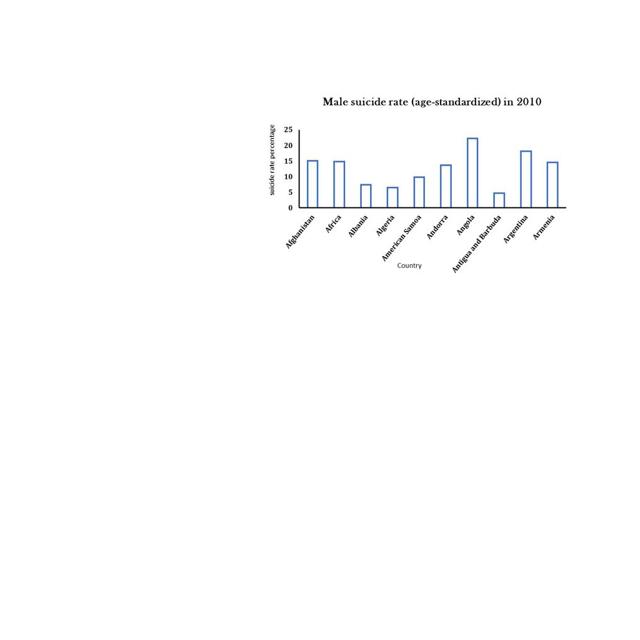 Male suicide rate (age-standardized) in 2010
suicide rate percentage
25
20
15
10
5
0
Afghanistan
Africa
Albania
Algeria
American Samoa
Andorra
Angola
Antigua and Barbuda
Argentina
Armenia
Country